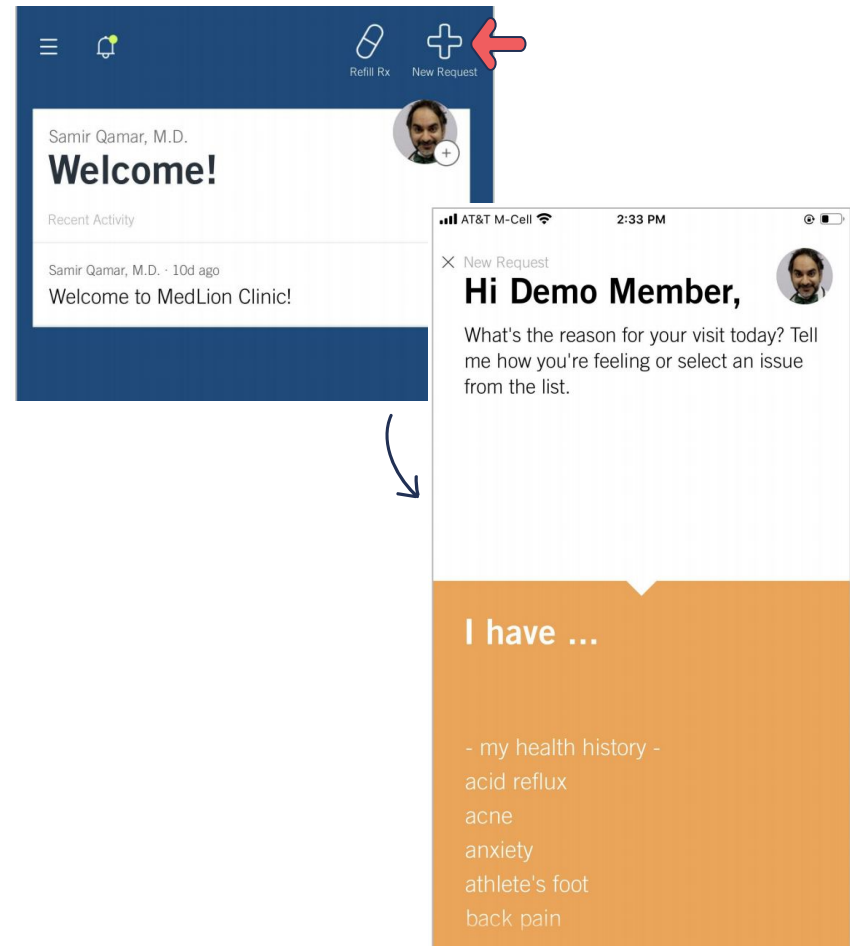 Refill Rx
New Request
Samir Qamar, M.D.
Welcome!
Recent Activity
Samir Qamar, M.D. · 10d ago
Welcome to MedLion Clinic!
AT&T M-Cell
2:33 PM
New Request
Hi Demo Member,
What's the reason for your visit today? Tell
me how you're feeling or select an issue
from the list.
I have ...
- my health history -
acid reflux
acne
anxiety
athlete's foot
back pain